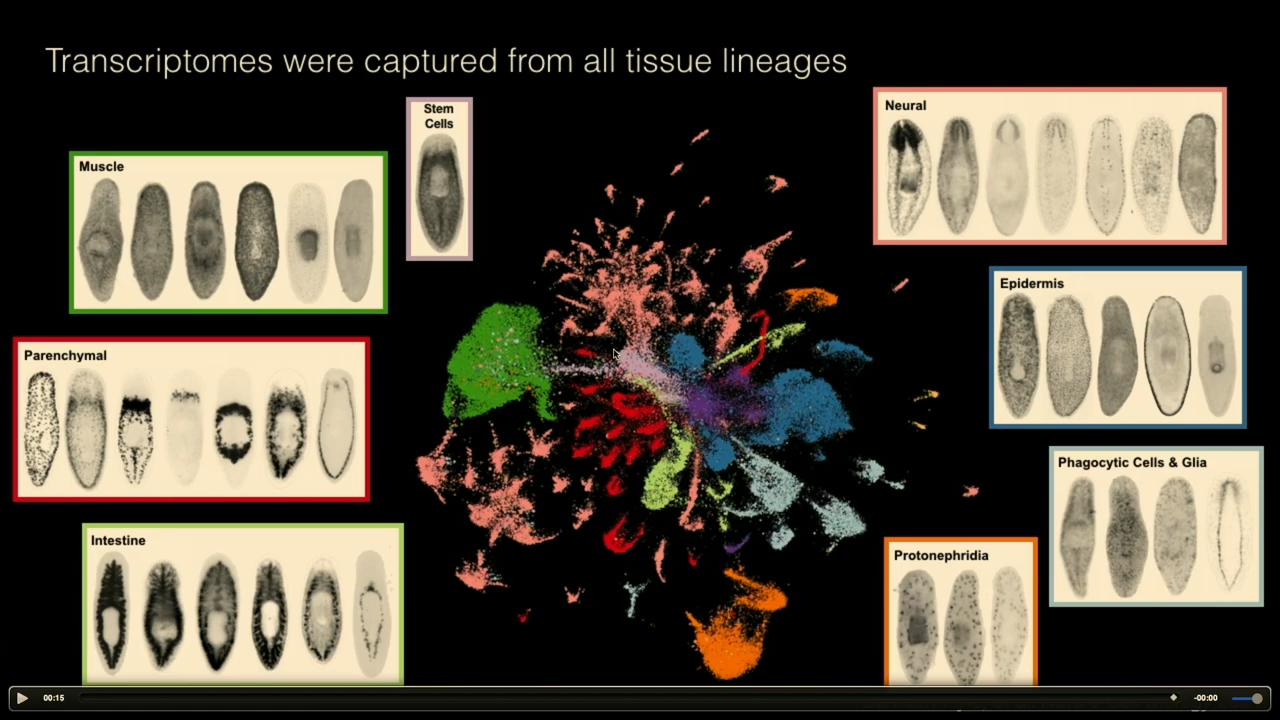 Transcriptomes were captured from all tissue lineages
Stem
Cells
Neural
Muscle
Epidermis
Parenchymal
Phagocytic Cells & Glia
Intestine
Protonephridia
00:15
-00:00